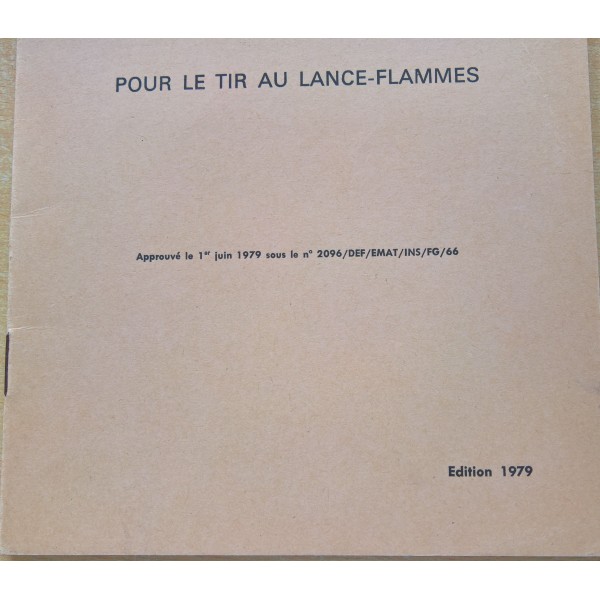 POUR LE TIR AU LANCE-FLAMMES
Approuvé le 1er juin 1979 sous le n° 2096/DEF/EMAT/INS/FG/66
Edition 1979